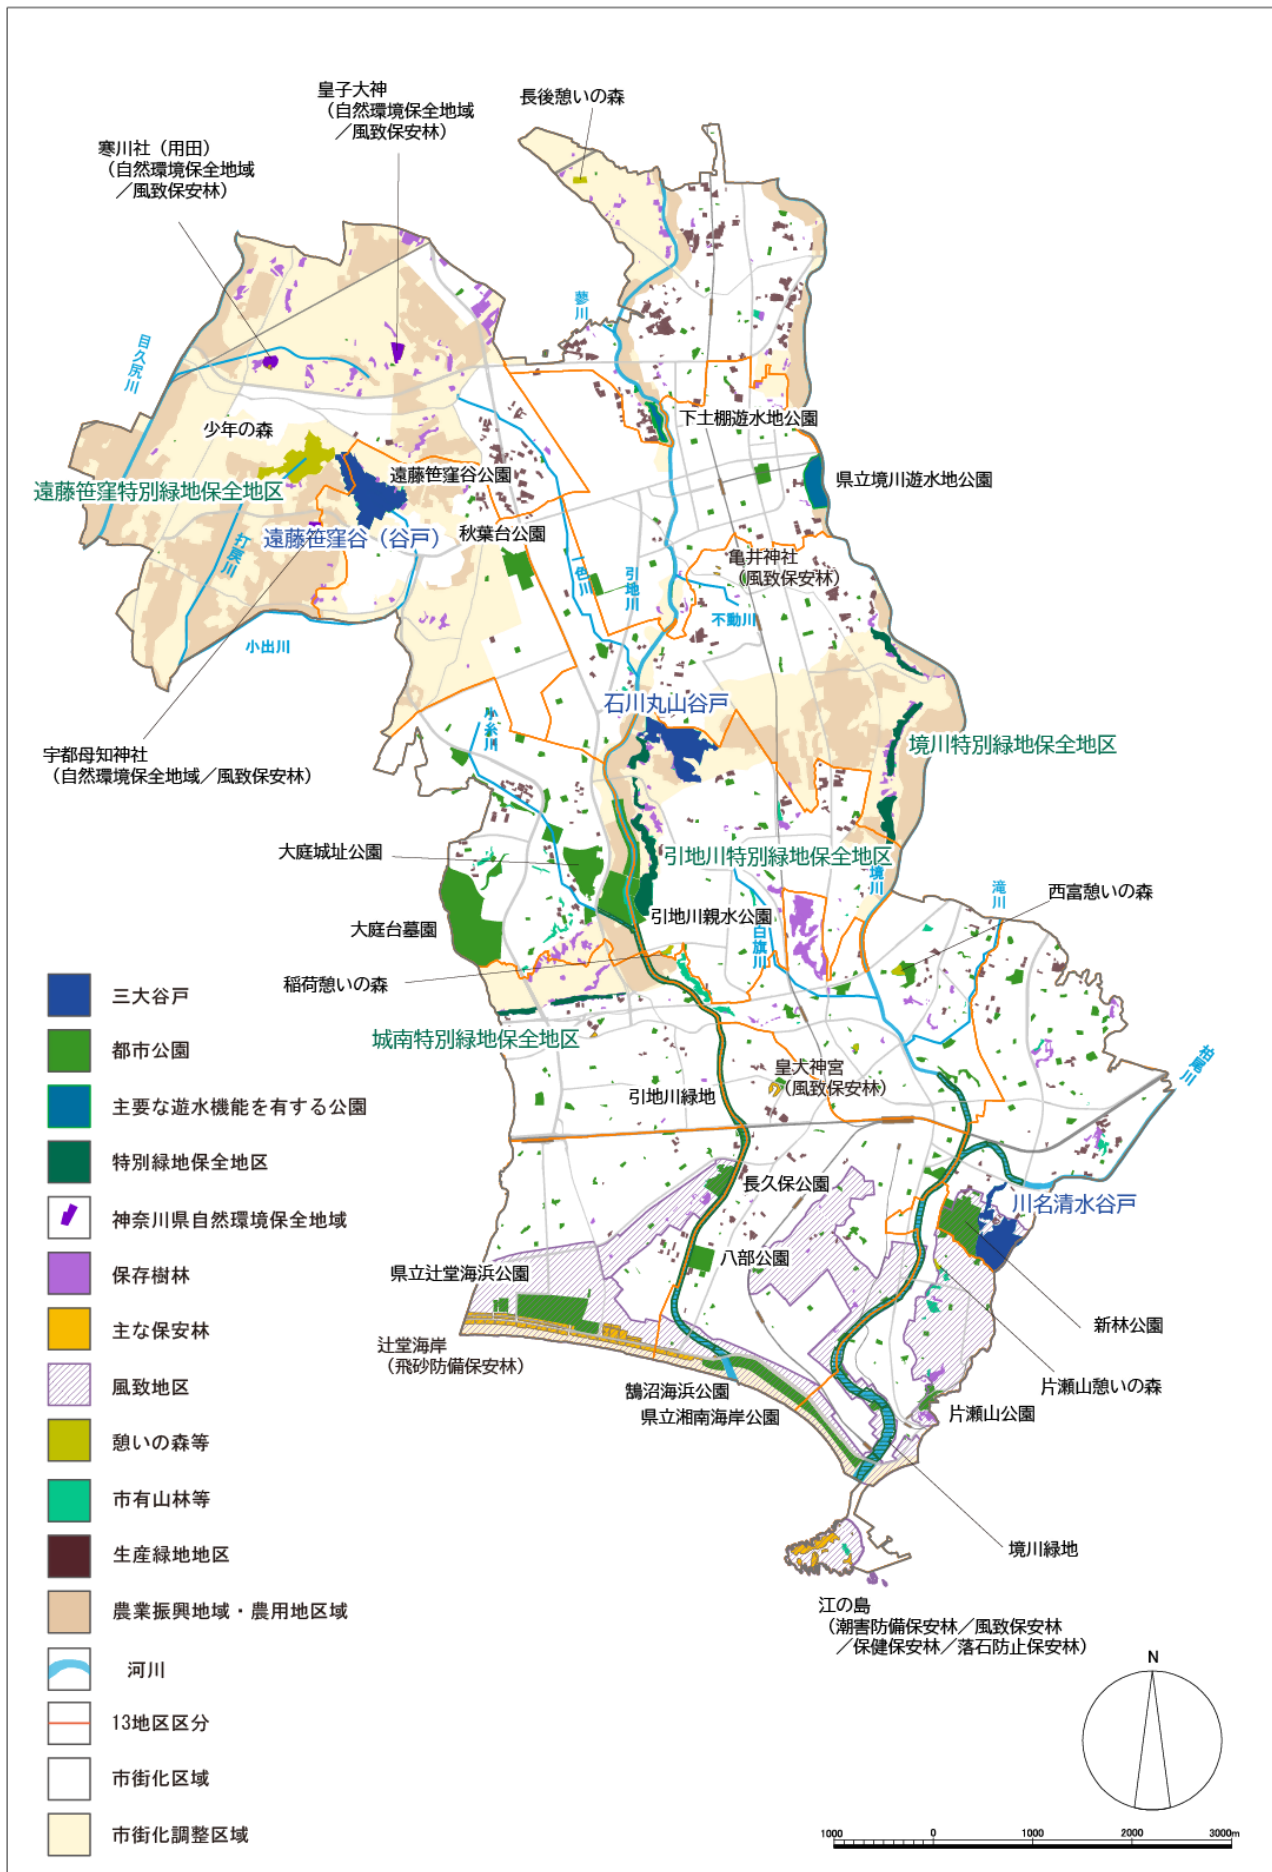 長後憩いの森
皇子大神
（自然環境保全地域
／風致保安林）
寒川社（用田）
（自然環境保全地域
／風致保安林）
蓼川
目久尻川
少年の森
下土棚遊水地公園
遠藤笹窪谷公園
県立境川遊水地公園
遠藤笹窪特別緑地保全地区
秋葉台公園
遠藤笹窪谷（谷戸）
打戻川
一色川
引地川
亀井神社
（風致保安林）
不動川
小出川
石川丸山谷戸
小糸川
境川特別緑地保全地区
宇都母知神社
（自然環境保全地域／風致保安林）
大庭城址公園
引地川特別緑地保全地区
境川
滝川
西富憩いの森
引地川親水公園
大庭台墓園
白旗川
稲荷憩いの森
城南特別緑地保全地区
柏尾川
皇大神宮
（風致保安林）
引地川緑地
長久保公園
川名清水谷戸
八部公園
県立辻堂海浜公園
新林公園
辻堂海岸
（飛砂防備保安林）
片瀬山憩いの森
鵠沼海浜公園
県立湘南海岸公園
片瀬山公園
境川緑地
江の島
（潮害防備保安林／風致保安林
／保健保安林／落石防止保安林）
三大谷戸
都市公園
主要な遊水機能を有する公園
特別緑地保全地区
神奈川県自然環境保全地域
保存樹林
主な保安林
風致地区
憩いの森等
市有山林等
生産緑地地区
農業振興地域・農用地区域
河川
13地区区分
市街化区域
市街化調整区域
N
1000 0 1000 2000 3000m